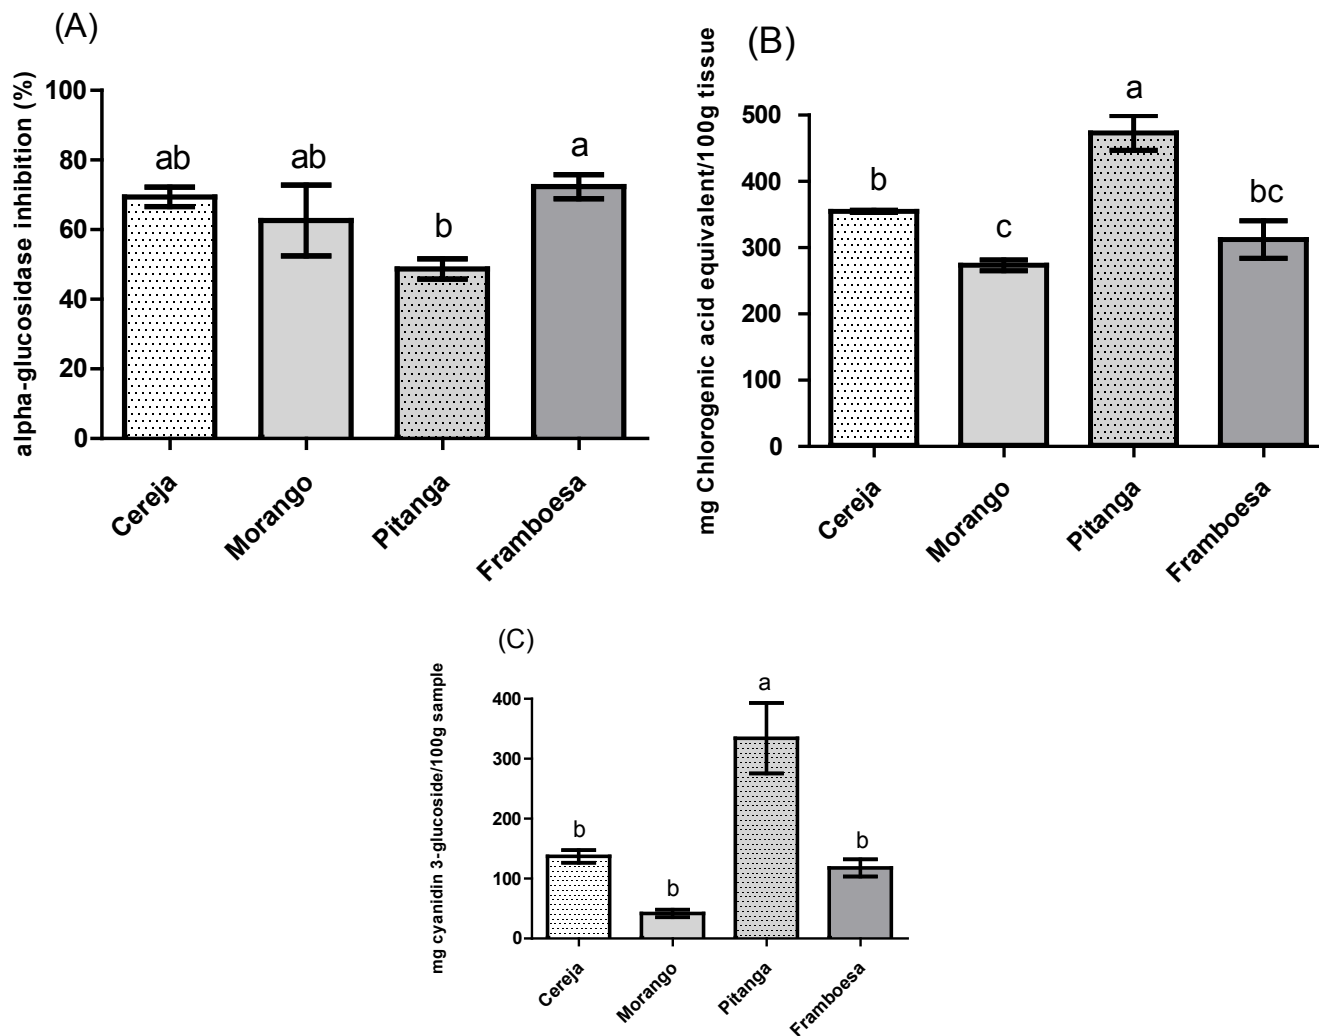 (A)
alpha-glucosidase inhibition (%)
100
80
60
40
20
0
ab
ab
b
a
Cereja
Morango
Pitanga
Framboesa
(B)
mg Chlorogenic acid equivalent/100g tissue
500
400
300
200
100
0
b
c
a
bc
Cereja
Morango
Pitanga
Framboesa
(C)
mg cyanidin 3-glucoside/100g sample
400
300
200
100
0
b
b
a
b
Cereja
Morango
Pitanga
Framboesa